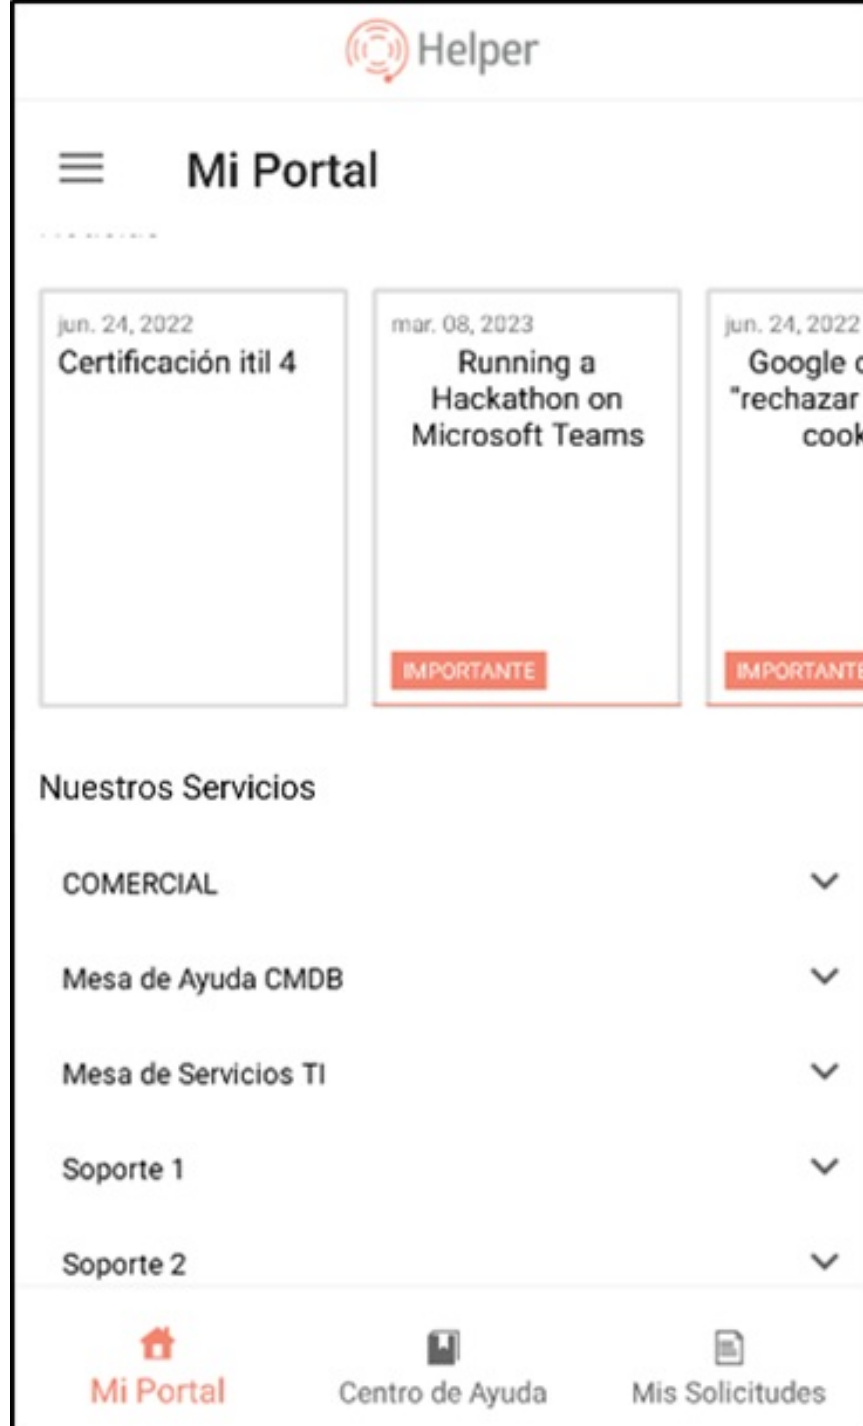 Helper
Mi Portal
jun. 24, 2022
Certificación itil 4
mar. 08, 2023
Running a
Hackathon on
Microsoft Teams
IMPORTANTE
jun. 24, 2022
Google
"rechazar
IMPORTANTE
Nuestros Servicios
COMERCIAL
Mesa de Ayuda CMDB
Mesa de Servicios TI
Soporte 1
Soporte 2
Mi Portal
Centro de Ayuda
Mis Solicitudes